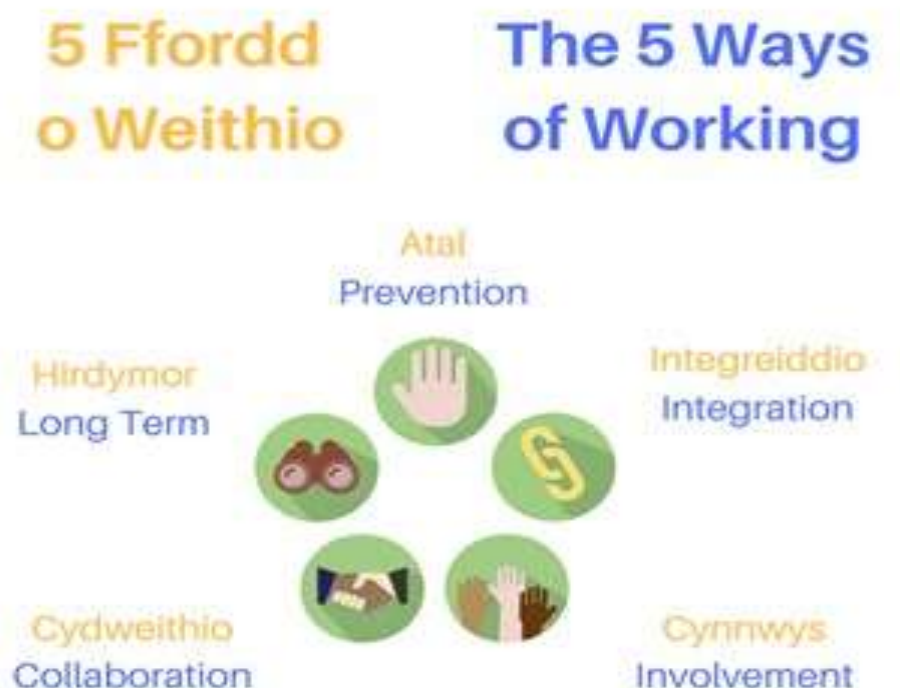 5 Ffordd
o Weithio
The 5 Ways
of Working
Atal
Prevention
Hirdymor
Long Term
Integreiddio
Integration
Cydweithio
Collaboration
Cynnwys
Involvement